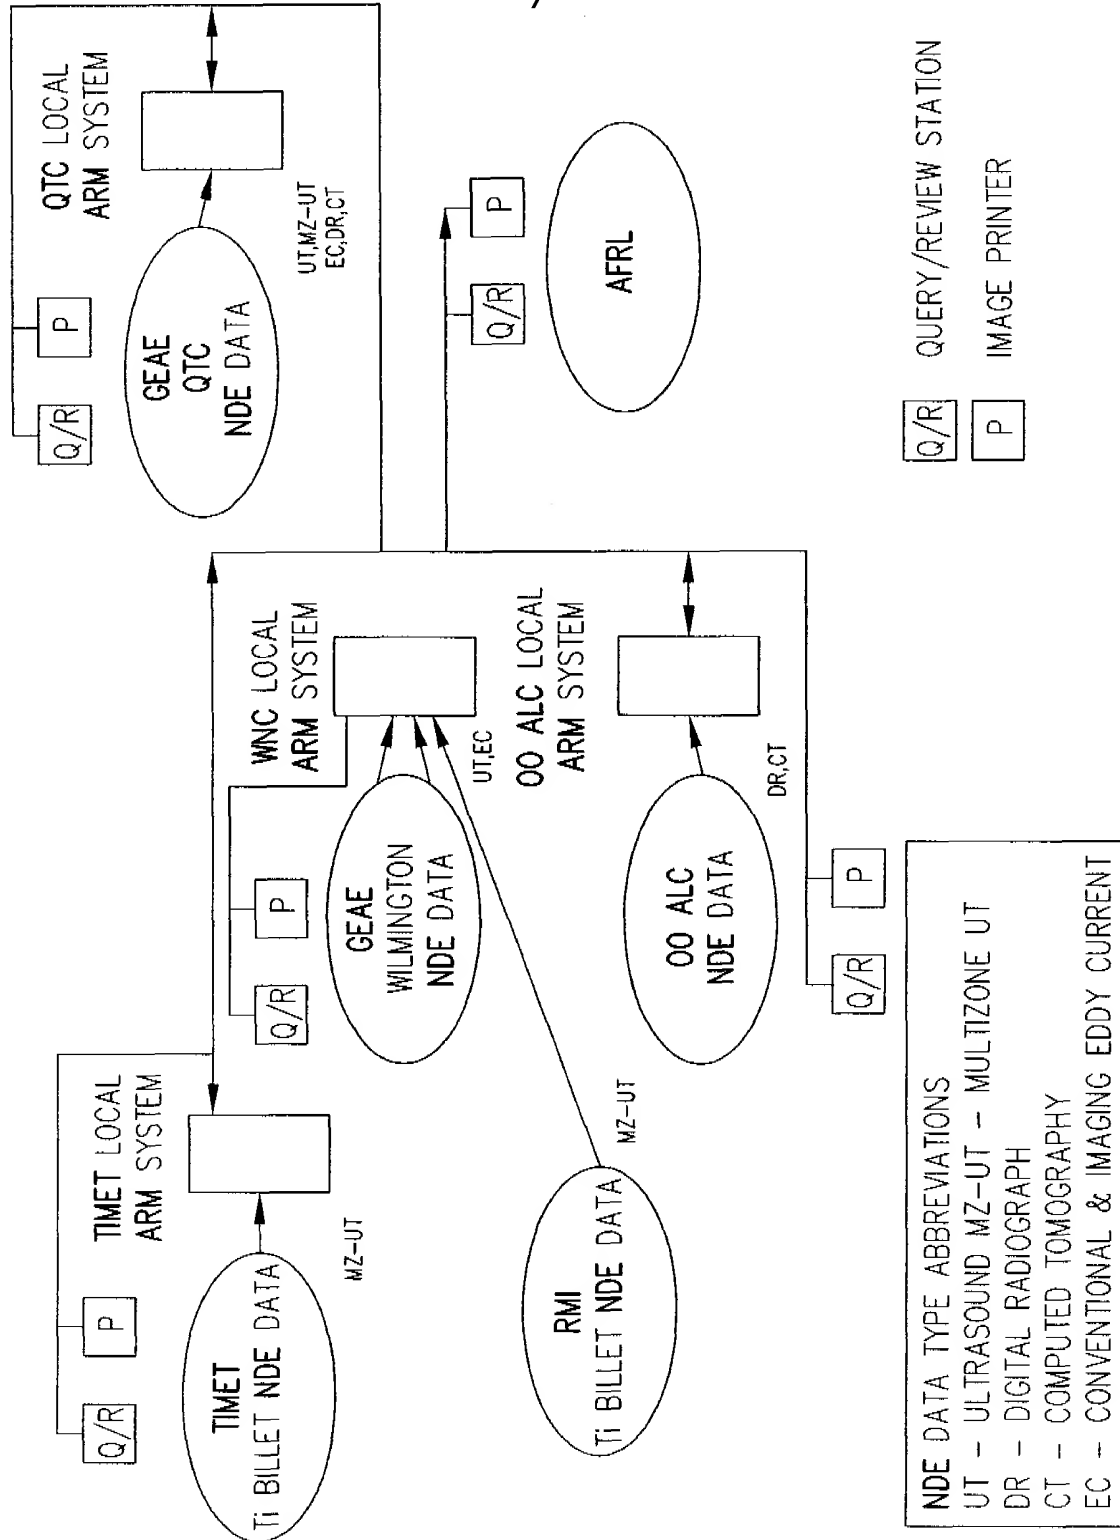 TIMET LOCAL
ARM SYSTEM
Q/R
P
TIMET
Ti BILLET NDE DATA
MZ-UT
WNC LOCAL
ARM SYSTEM
Q/R
P
GEAE
WILMINGTON
NDE DATA
UT,EC
RMI
Ti BILLET NDE DATA
MZ-UT
OO ALC LOCAL
ARM SYSTEM
OO ALC
NDE DATA
DR,CT
Q/R
P
QTC LOCAL
ARM SYSTEM
Q/R
P
GEAE
QTC
NDE DATA
UT,MZ-UT
EC,DR,CT
Q/R
P
AFRL
Q/R QUERY/REVIEW STATION
P IMAGE PRINTER
NDE DATA TYPE ABBREVIATIONS
UT - ULTRASOUND MZ-UT - MULTIZONE UT
DR - DIGITAL RADIOGRAPH
CT - COMPUTED TOMOGRAPHY
EC - CONVENTIONAL & IMAGING EDDY CURRENT